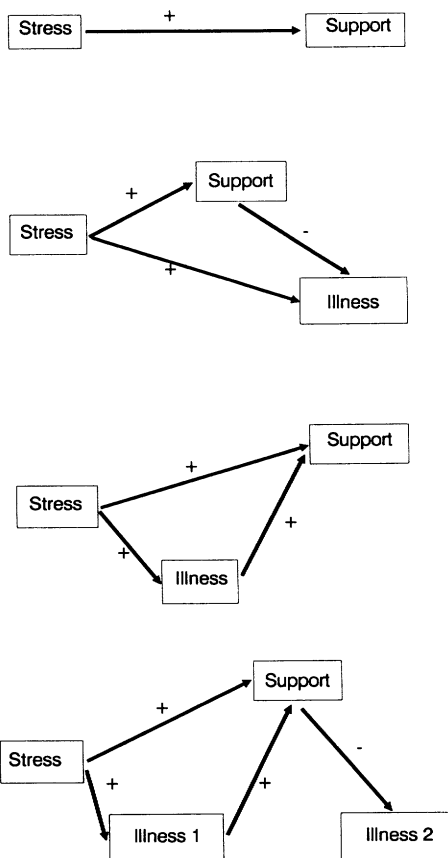 +
Stress
Support
+
Support
Stress
-
+
Illness
Support
+
Stress
+
+
Illness
Support
+
-
Stress
+
+
Illness 1
Illness 2